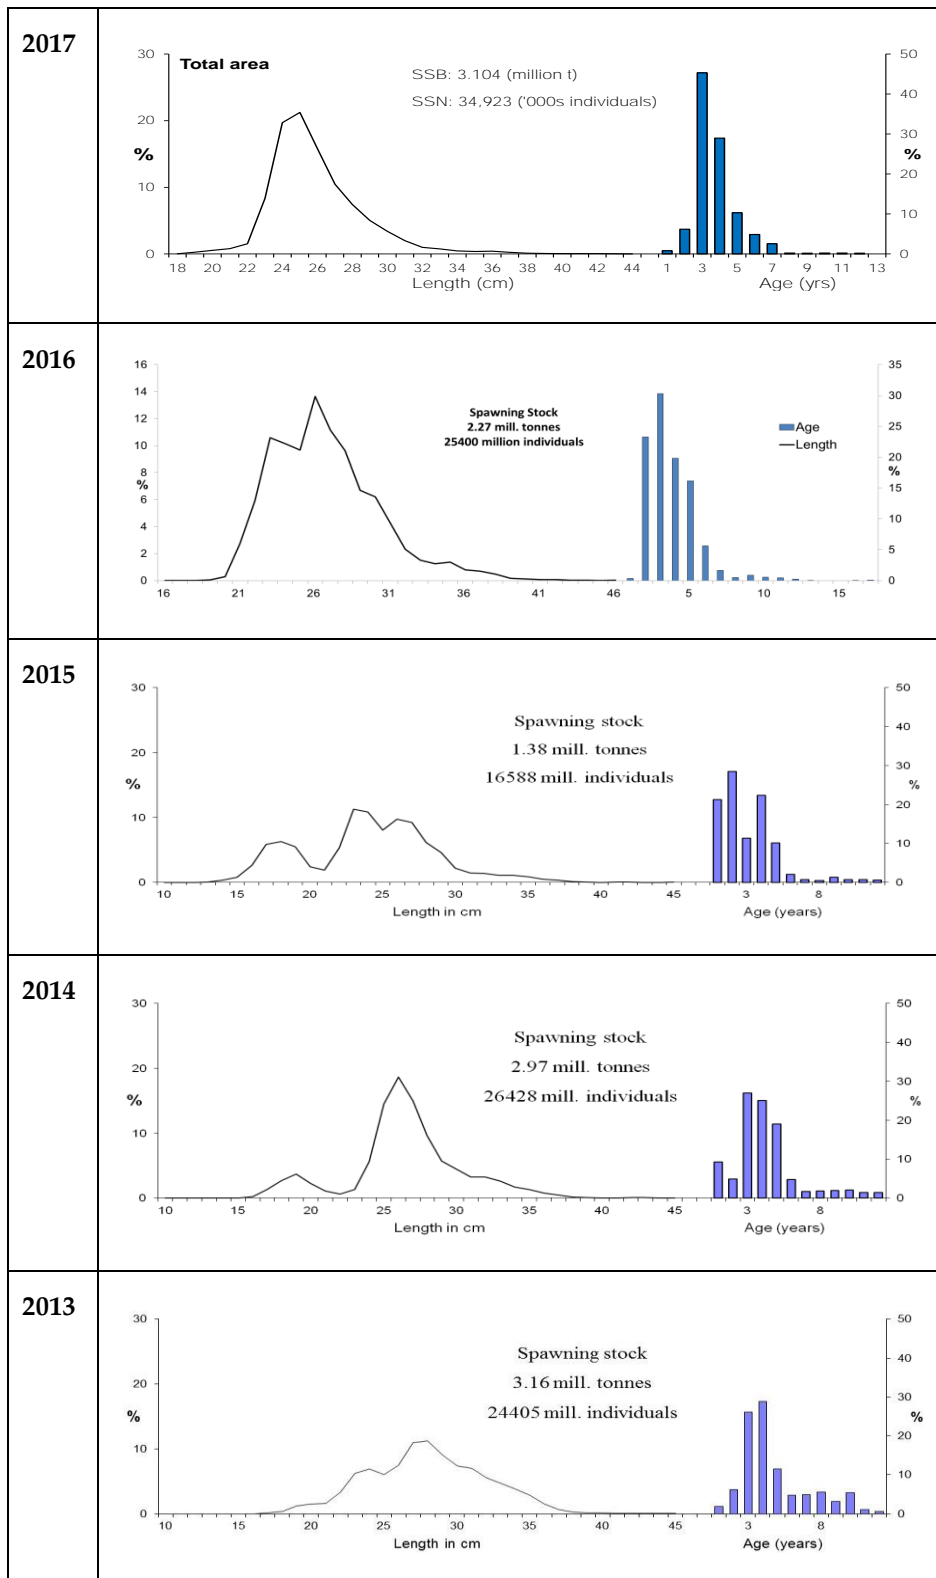 2017
Total area
SSB: 3.104 (million t)
SSN: 34,923 ('000s individuals)
30
20
10
0
%
50
40
30
20
10
0
%
18 20 22 24 26 28 30 32 34 36 38 40 42 44 1 3 5 7 9 11 13
Length (cm) Age (yrs)
2016
16
14
12
10
8
%
6
4
2
0
Spawning Stock
2.27 mill. tonnes
25400 million individuals
Age
Length
35
30
25
20
%
15
10
5
0
16 21 26 31 36 41 46 5 10 15
2015
30
20
%
10
0
Spawning stock
1.38 mill. tonnes
16588 mill. individuals
50
40
30
%
20
10
0
10 15 20 25 30 35 40 45 3 8
Length in cm Age (years)
2014
30
20
%
10
0
Spawning stock
2.97 mill. tonnes
26428 mill. individuals
50
40
30
%
20
10
0
10 15 20 25 30 35 40 45 3 8
Length in cm Age (years)
2013
30
20
%
10
0
Spawning stock
3.16 mill. tonnes
24405 mill. individuals
50
40
30
20
%
10
0
10 15 20 25 30 35 40 45 3 8
Length in cm Age (years)